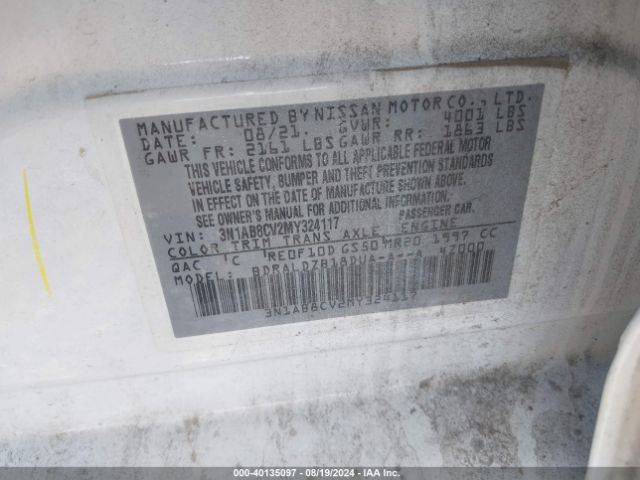 MANUFACTURED BY NISSAN MOTOR CO., LTD.
DATE: 08/21. GVWR: 4001 LBS
GAWR FR: 2161 LBS GAWR RR: 1863 LBS
THIS VEHICLE CONFORMS TO ALL APPLICABLE FEDERAL MOTOR
VEHICLE SAFETY, BUMPER AND THEFT PREVENTION STANDARDS
IN EFFECT ON THE DATE OF MANUFACTURE SHOWN ABOVE.
SEE OWNER'S MANUAL FOR ADDITIONAL INFORMATION
VIN: 3N1AB8CV2MY324117 PASSENGER CAR.
COLOR TRIM TRANS AXLE ENGINE
QAC C RE0F10D GS50 MR20 1997 CC
MODEL: BDRALDZB18DUA-A--A 47000
3N1AB8CV2MY324117
000-40135097 - 08/19/2024 - IAA Inc.